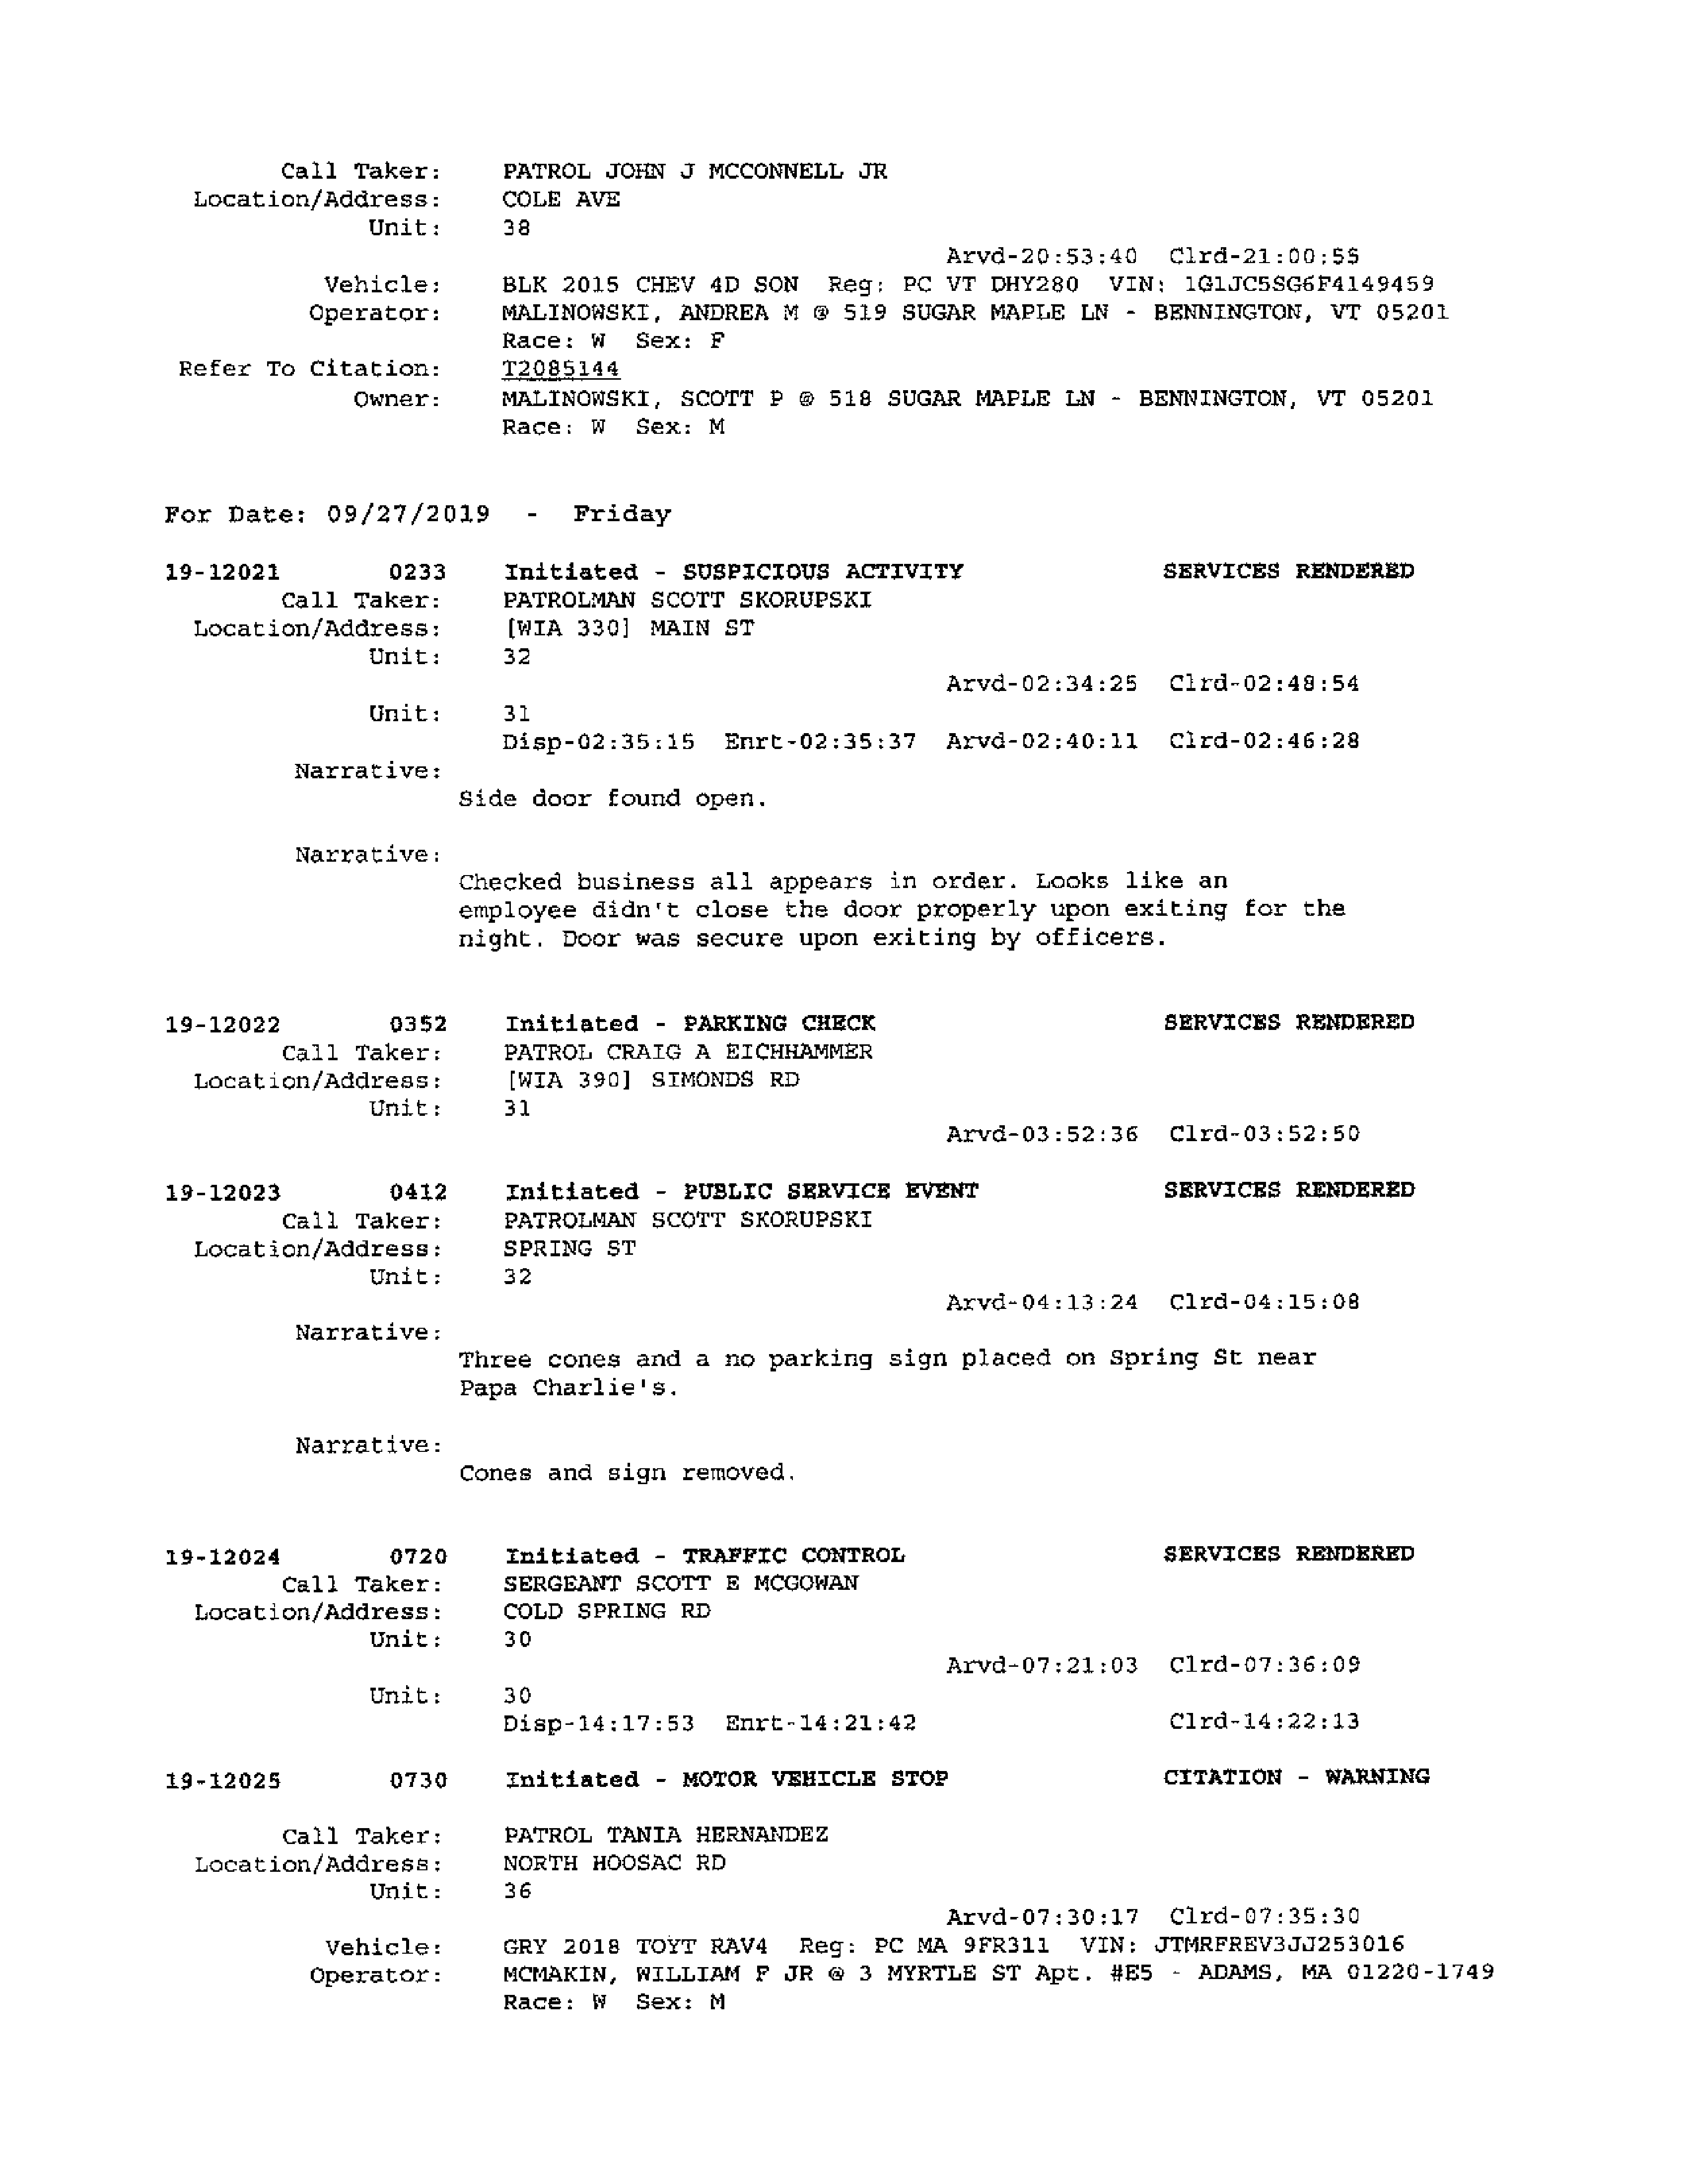 Call Taker: PATROL JOHN J MCCONNELL JR
Location/Address: COLE AVE
Unit: 38
Arvd-20:53:40 Clrd-21:00:55
Vehicle: BLK 2015 CHEV 4D SON Reg: PC VT DHY280 VIN: 1G1JC5SG6F4149459
Operator: MALINOWSKI, ANDREA M @ 519 SUGAR MAPLE LN - BENNINGTON, VT 05201
Race: W Sex: F
Refer To Citation: T2085144
Owner: MALINOWSKI, SCOTT P @ 518 SUGAR MAPLE LN - BENNINGTON, VT 05201
Race: W Sex: M
For Date: 09/27/2019 - Friday
19-12021 0233 Initiated - SUSPICIOUS ACTIVITY SERVICES RENDERED
Call Taker: PATROLMAN SCOTT SKORUPSKI
Location/Address: [WIA 330] MAIN ST
Unit: 32
Arvd-02:34:25 Clrd-02:48:54
Unit: 31
Disp-02:35:15 Enrt-02:35:37 Arvd-02:40:11 Clrd-02:46:28
Narrative:
Side door found open.
Narrative:
Checked business all appears in order. Looks like an
employee didn't close the door properly upon exiting for the
night. Door was secure upon exiting by officers.
19-12022 0352 Initiated - PARKING CHECK SERVICES RENDERED
Call Taker: PATROL CRAIG A EICHHAMMER
Location/Address: [WIA 390] SIMONDS RD
Unit: 31
Arvd-03:52:36 Clrd-03:52:50
19-12023 0412 Initiated - PUBLIC SERVICE EVENT SERVICES RENDERED
Call Taker: PATROLMAN SCOTT SKORUPSKI
Location/Address: SPRING ST
Unit: 32
Arvd-04:13:24 Clrd-04:15:08
Narrative:
Three cones and a no parking sign placed on Spring St near
Papa Charlie's.
Narrative:
Cones and sign removed.
19-12024 0720 Initiated - TRAFFIC CONTROL SERVICES RENDERED
Call Taker: SERGEANT SCOTT E MCGOWAN
Location/Address: COLD SPRING RD
Unit: 30
Arvd-07:21:03 Clrd-07:36:09
Unit: 30
Disp-14:17:53 Enrt-14:21:42 Clrd-14:22:13
19-12025 0730 Initiated - MOTOR VEHICLE STOP CITATION - WARNING
Call Taker: PATROL TANIA HERNANDEZ
Location/Address: NORTH HOOSAC RD
Unit: 36
Arvd-07:30:17 Clrd-07:35:30
Vehicle: GRY 2018 TOYT RAV4 Reg: PC MA 9FR311 VIN: JTMRFREV3JJ253016
Operator: MCMAKIN, WILLIAM F JR @ 3 MYRTLE ST Apt. #E5 - ADAMS, MA 01220-1749
Race: W Sex: M